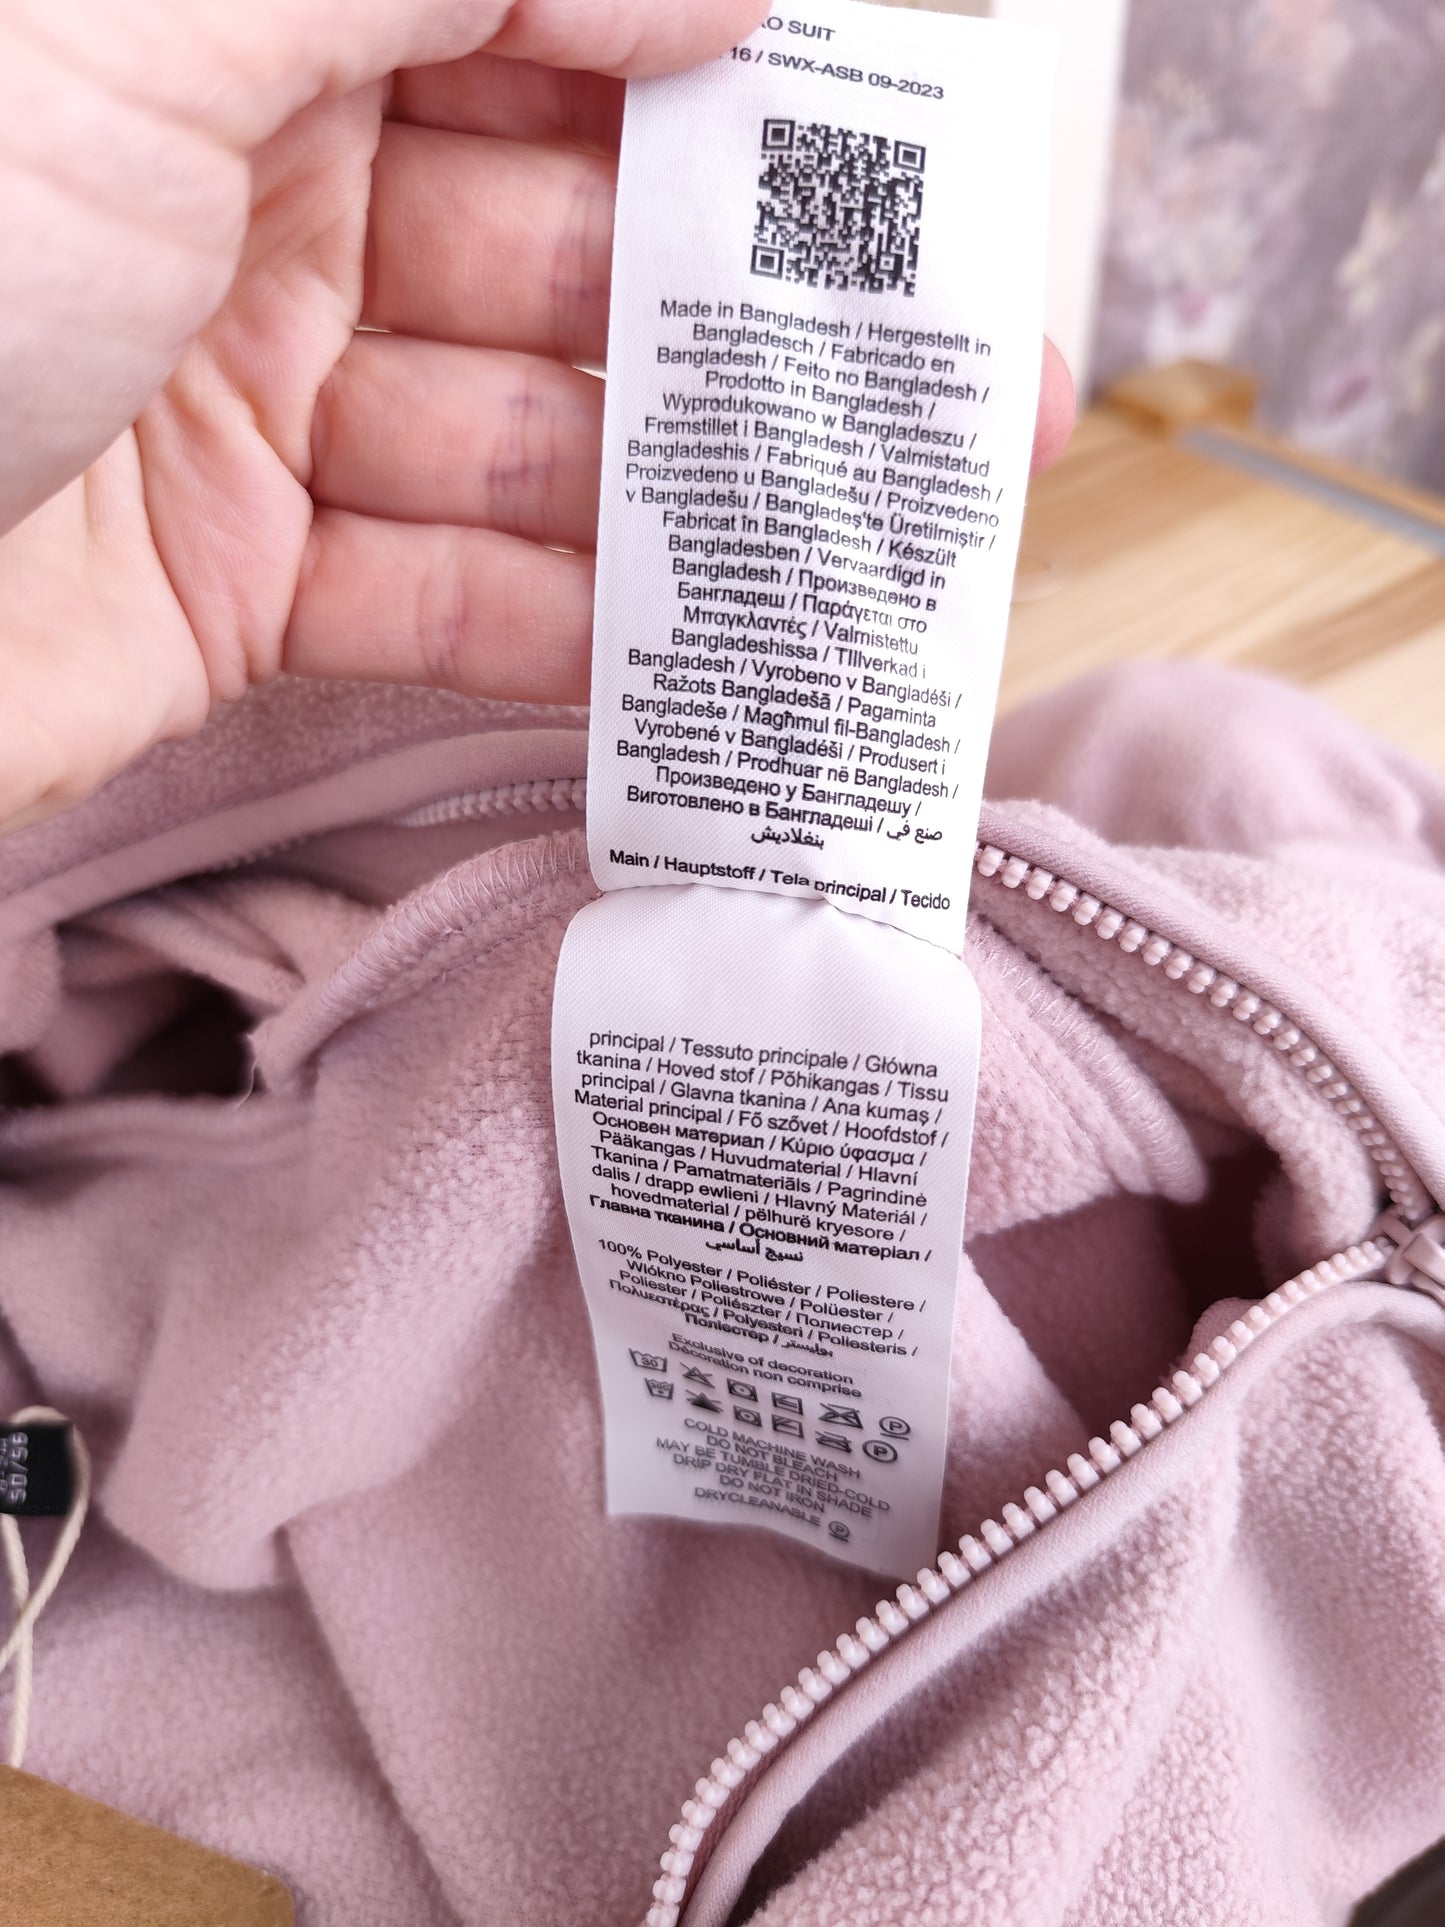 SUIT
16 / SWX-ASB 09-2023
Made in Bangladesh / Hergestellt in
Bangladesch / Fabricado en
Bangladesh / Feito no Bangladesh /
Prodotto in Bangladesh /
Wyprodukowano w Bangladeszu /
Fremstillet i Bangladesh / Valmistatud
Bangladeshis / Fabriqué au Bangladesh /
Proizvedeno u Bangladešu / Proizvedeno
v Bangladešu / Bangladeş'te Üretilmiştir /
Fabricat în Bangladesh / Készült
Bangladesben / Vervaardigd in
Bangladesh / Произведено в
Бангладеш / Παράγεται στο
Μπαγκλαντές / Valmistettu
Bangladeshissa / TIllverkad i
Bangladesh / Vyrobeno v Bangladéši /
Ražots Bangladešā / Pagaminta
Bangladeše / Magħmul fil-Bangladesh /
Vyrobené v Bangladéši / Produsert i
Bangladesh / Prodhuar në Bangladesh /
Произведено у Бангладешу /
Виготовлено в Бангладеші / صنع في
بنغلاديش
Main / Hauptstoff / Tela principal / Tecido
principal / Tessuto principale / Główna
tkanina / Hoved stof / Põhikangas / Tissu
principal / Glavna tkanina / Ana kumaş /
Material principal / Fő szővet / Hoofdstof /
Основен материал / Κύριο ύφασμα /
Pääkangas / Huvudmaterial / Hlavní
Tkanina / Pamatmateriāls / Pagrindinė
dalis / drapp ewlieni / Hlavný Materiál /
hovedmaterial / pëlhurë kryesore /
Главна тканина / Основний матеріал /
نسيج أساسي
100% Polyester / Poliéster / Poliestere /
Wlókno Poliestrowe / Polüester /
Poliester / Poliészter / Полиестер /
Πολυεστέρας / Polyesteri / Poliesteris /
Поліестер / بوليستر
Exclusive of decoration
Décoration non comprise
30 P
P
COLD MACHINE WASH
DO NOT BLEACH
MAY BE TUMBLE DRIED-COLD
DRIP DRY FLAT IN SHADE
DO NOT IRON
DRYCLEANABLE P
50/56